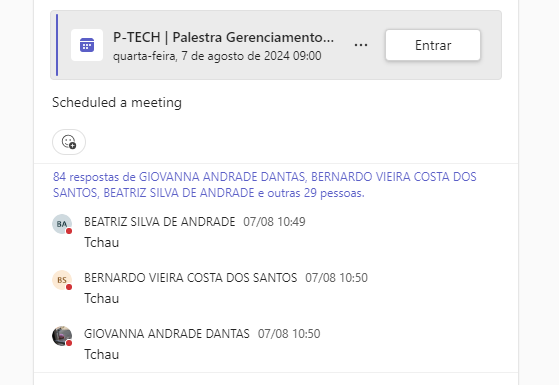 P-TECH | Palestra Gerenciamento...
quarta-feira, 7 de agosto de 2024 09:00
Entrar
Scheduled a meeting
84 respostas de GIOVANNA ANDRADE DANTAS, BERNARDO VIEIRA COSTA DOS
SANTOS, BEATRIZ SILVA DE ANDRADE e outras 29 pessoas.
BA
BEATRIZ SILVA DE ANDRADE 07/08 10:49
Tchau
BS
BERNARDO VIEIRA COSTA DOS SANTOS 07/08 10:50
Tchau
GIOVANNA ANDRADE DANTAS 07/08 10:50
Tchau